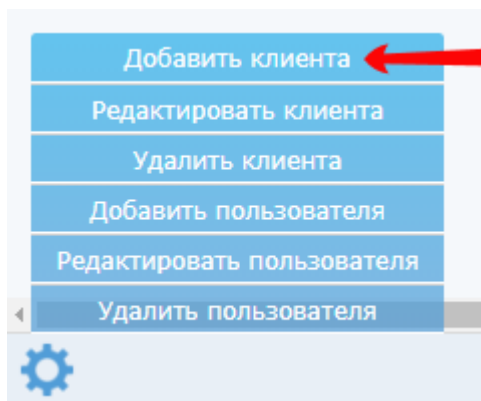 Добавить клиента
Редактировать клиента
Удалить клиента
Добавить пользователя
Редактировать пользователя
Удалить пользователя